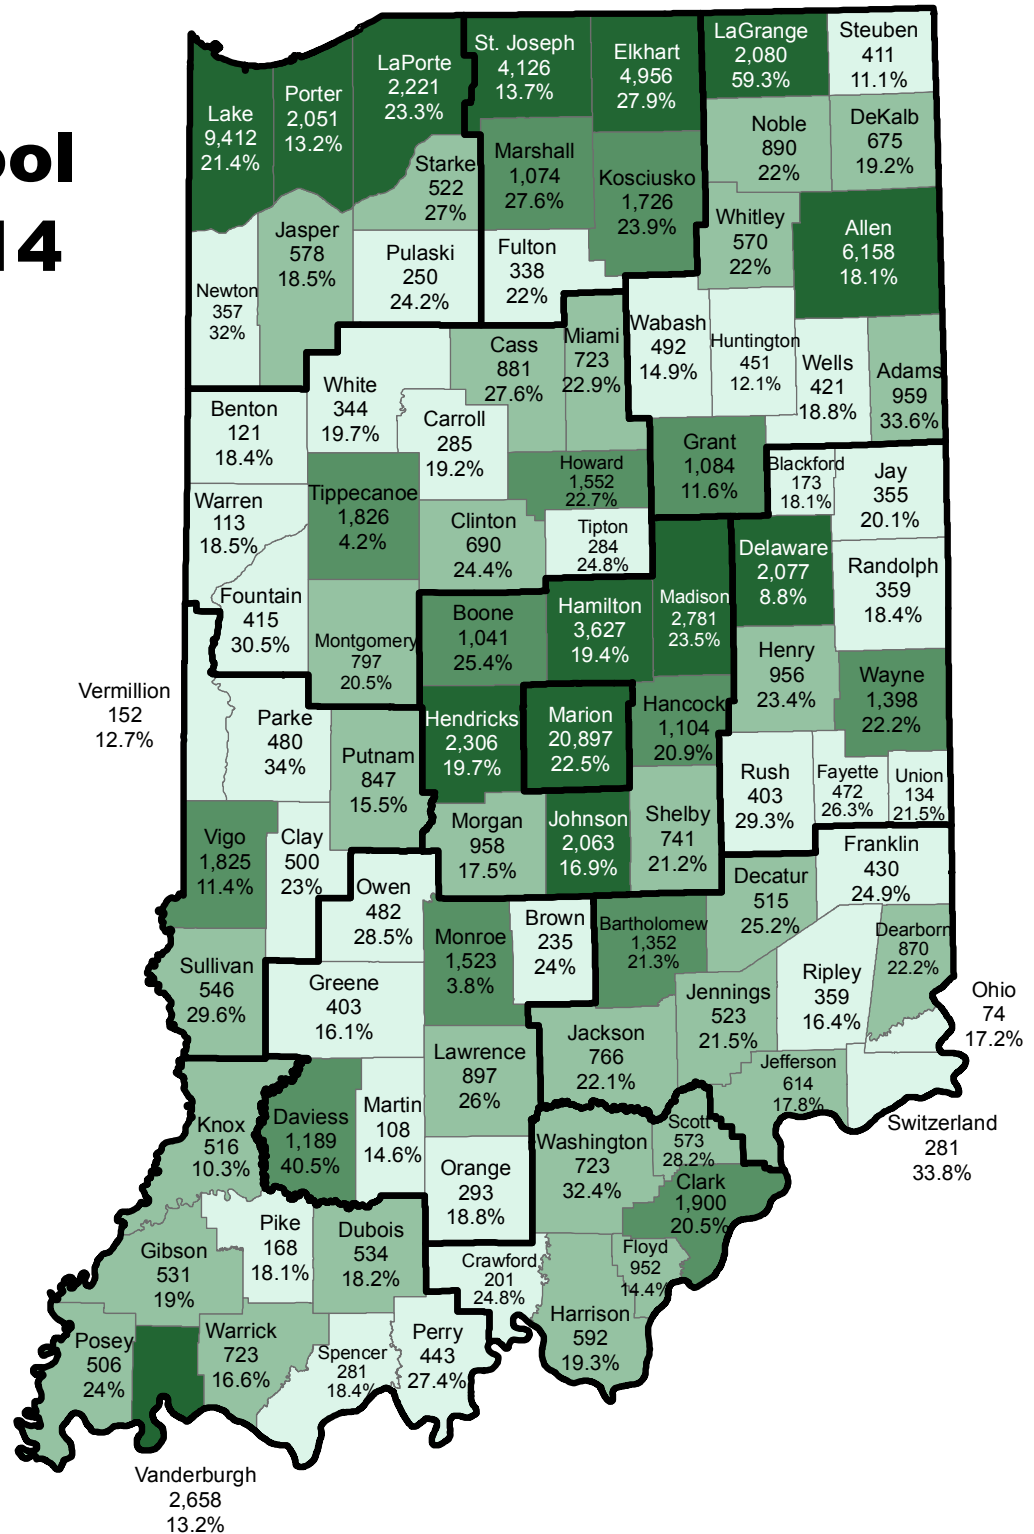 ool
14
Lake
9,412
21.4%
Porter
2,051
13.2%
LaPorte
2,221
23.3%
St. Joseph
4,126
13.7%
Elkhart
4,956
27.9%
LaGrange
2,080
59.3%
Steuben
411
11.1%
Noble
890
22%
DeKalb
675
19.2%
Starke
522
27%
Marshall
1,074
27.6%
Kosciusko
1,726
23.9%
Whitley
570
22%
Allen
6,158
18.1%
Jasper
578
18.5%
Pulaski
250
24.2%
Fulton
338
22%
Newton
357
32%
Wabash
492
14.9%
Huntington
451
12.1%
Wells
421
18.8%
Adams
959
33.6%
White
344
19.7%
Cass
881
27.6%
Miami
723
22.9%
Benton
121
18.4%
Carroll
285
19.2%
Grant
1,084
11.6%
Howard
1,552
22.7%
Blackford
173
18.1%
Jay
355
20.1%
Warren
113
18.5%
Tippecanoe
1,826
4.2%
Clinton
690
24.4%
Tipton
284
24.8%
Delaware
2,077
8.8%
Randolph
359
18.4%
Fountain
415
30.5%
Montgomery
797
20.5%
Boone
1,041
25.4%
Hamilton
3,627
19.4%
Madison
2,781
23.5%
Henry
956
23.4%
Wayne
1,398
22.2%
Vermillion
152
12.7%
Parke
480
34%
Putnam
847
15.5%
Hendricks
2,306
19.7%
Marion
20,897
22.5%
Hancock
1,104
20.9%
Rush
403
29.3%
Fayette
472
26.3%
Union
134
21.5%
Vigo
1,825
11.4%
Clay
500
23%
Morgan
958
17.5%
Johnson
2,063
16.9%
Shelby
741
21.2%
Franklin
430
24.9%
Decatur
515
25.2%
Owen
482
28.5%
Monroe
1,523
3.8%
Brown
235
24%
Bartholomew
1,352
21.3%
Dearborn
870
22.2%
Sullivan
546
29.6%
Greene
403
16.1%
Ripley
359
16.4%
Jennings
523
21.5%
Ohio
74
17.2%
Jackson
766
22.1%
Lawrence
897
26%
Jefferson
614
17.8%
Switzerland
281
33.8%
Knox
516
10.3%
Daviess
1,189
40.5%
Martin
108
14.6%
Orange
293
18.8%
Washington
723
32.4%
Scott
573
28.2%
Clark
1,900
20.5%
Gibson
531
19%
Pike
168
18.1%
Dubois
534
18.2%
Crawford
201
24.8%
Floyd
952
14.4%
Harrison
592
19.3%
Posey
506
24%
Warrick
723
16.6%
Spencer
281
18.4%
Perry
443
27.4%
Vanderburgh
2,658
13.2%